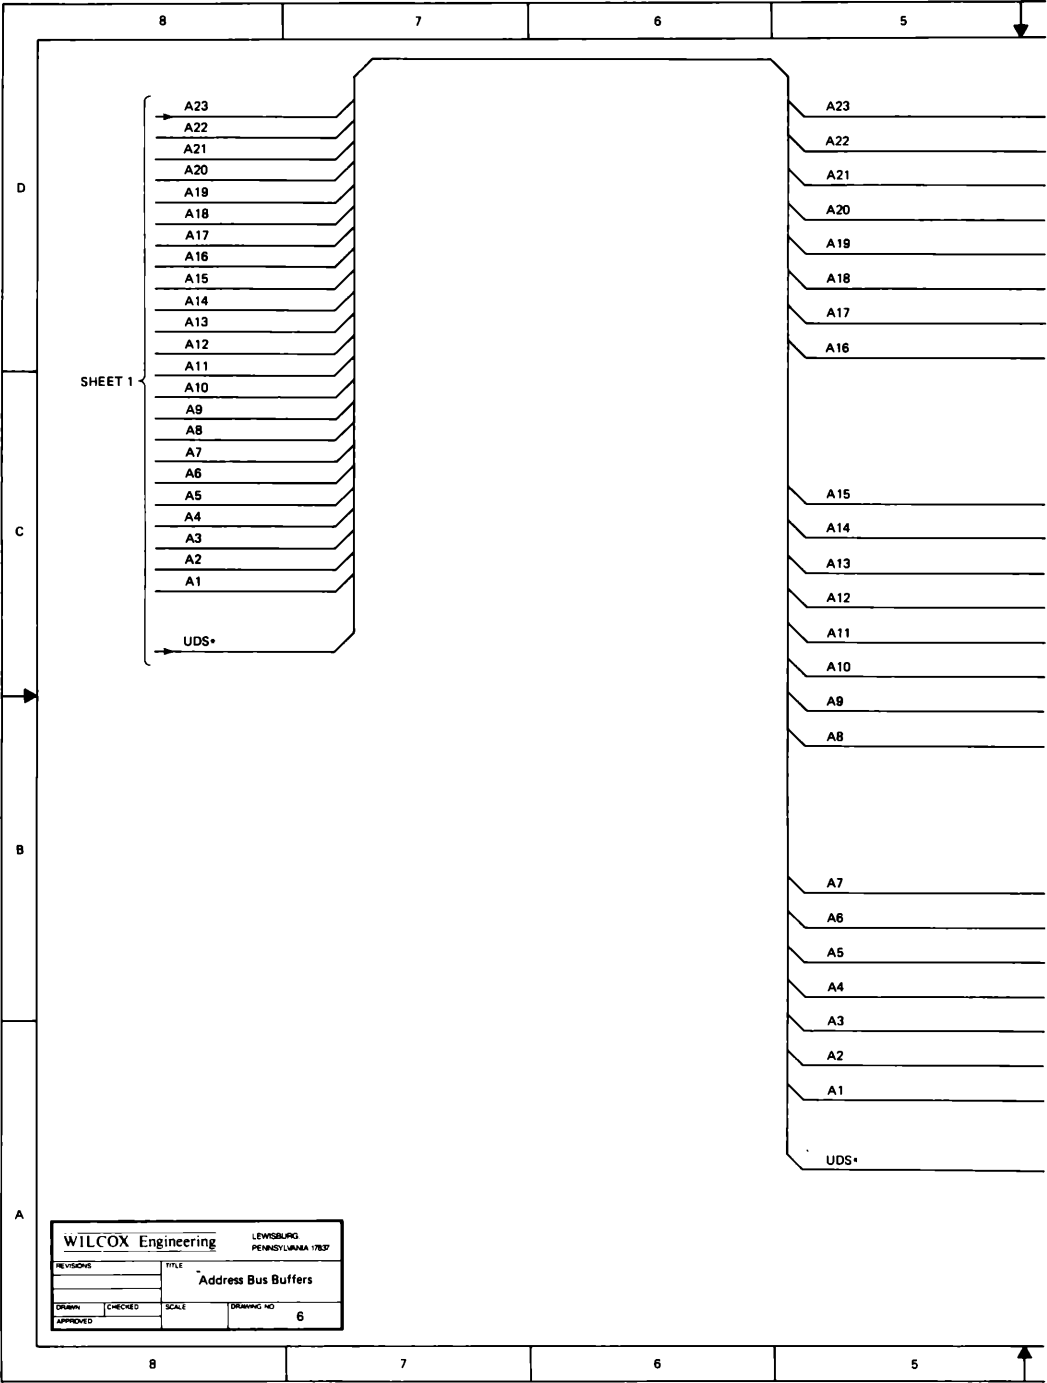 8 7 6 5
A23
A22
A21
A20
A19
A18
A17
A16
A15
A14
A13
A12
A11
A10
A9
A8
A7
A6
A5
A4
A3
A2
A1
UDS*
SHEET 1
A23
A22
A21
A20
A19
A18
A17
A16
A15
A14
A13
A12
A11
A10
A9
A8
A7
A6
A5
A4
A3
A2
A1
UDS*
D
C
B
A
WILCOX Engineering
LEWISBURG
PENNSYLVANIA 17837
REVISIONS
TITLE
Address Bus Buffers
DRAWN
CHECKED
SCALE
DRAWING NO
6
APPROVED
8 7 6 5